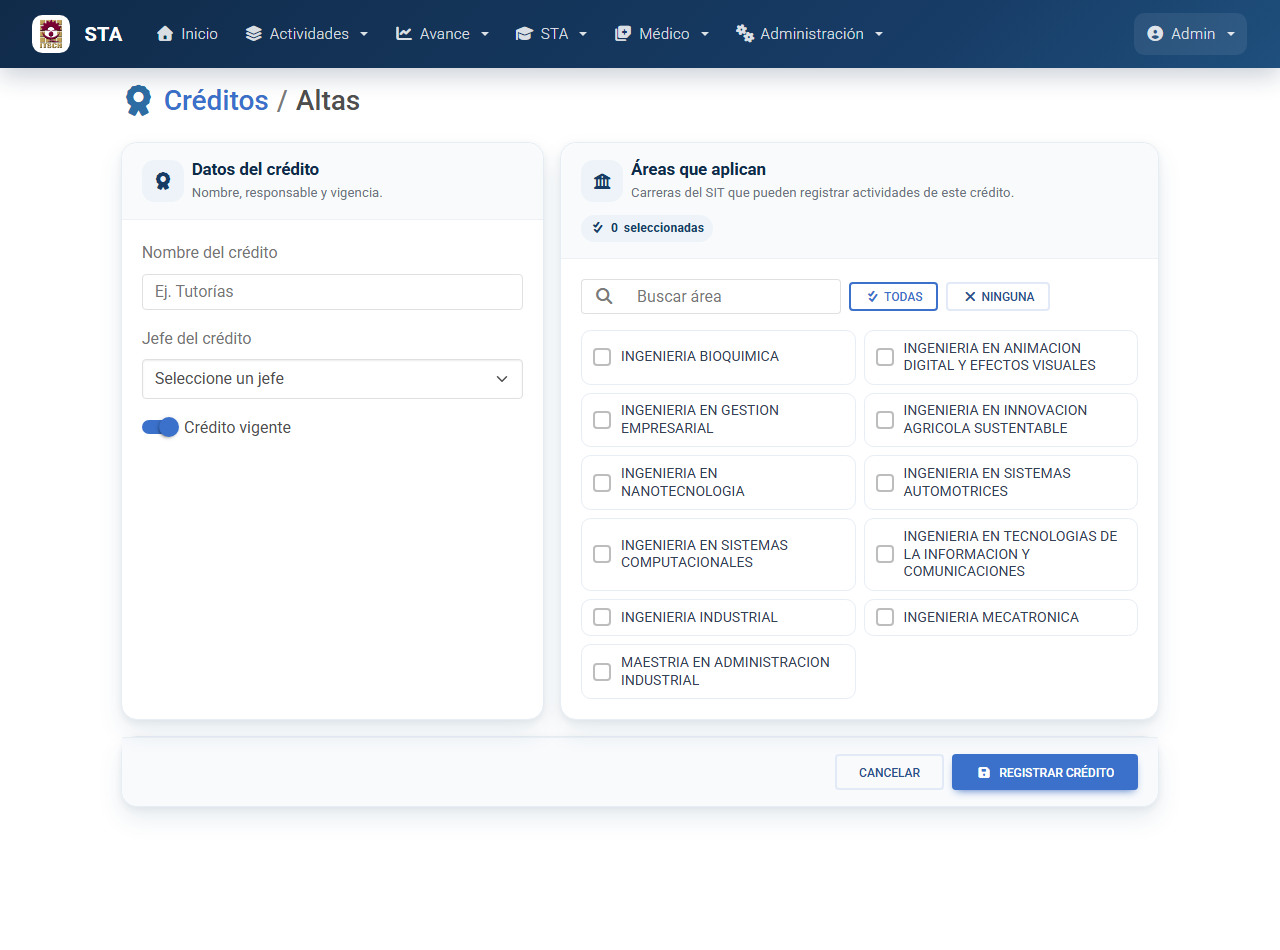 STA
Inicio
Actividades
Avance
STA
Médico
Administración
Admin
Créditos / Altas
Datos del crédito
Nombre, responsable y vigencia.
Nombre del crédito
Ej. Tutorías
Jefe del crédito
Seleccione un jefe
Crédito vigente
Áreas que aplican
Carreras del SIT que pueden registrar actividades de este crédito.
0 seleccionadas
Buscar área
TODAS
NINGUNA
INGENIERIA BIOQUIMICA
INGENIERIA EN ANIMACION
DIGITAL Y EFECTOS VISUALES
INGENIERIA EN GESTION
EMPRESARIAL
INGENIERIA EN INNOVACION
AGRICOLA SUSTENTABLE
INGENIERIA EN
NANOTECNOLOGIA
INGENIERIA EN SISTEMAS
AUTOMOTRICES
INGENIERIA EN SISTEMAS
COMPUTACIONALES
INGENIERIA EN TECNOLOGIAS DE
LA INFORMACION Y
COMUNICACIONES
INGENIERIA INDUSTRIAL
INGENIERIA MECATRONICA
MAESTRIA EN ADMINISTRACION
INDUSTRIAL
CANCELAR
REGISTRAR CRÉDITO